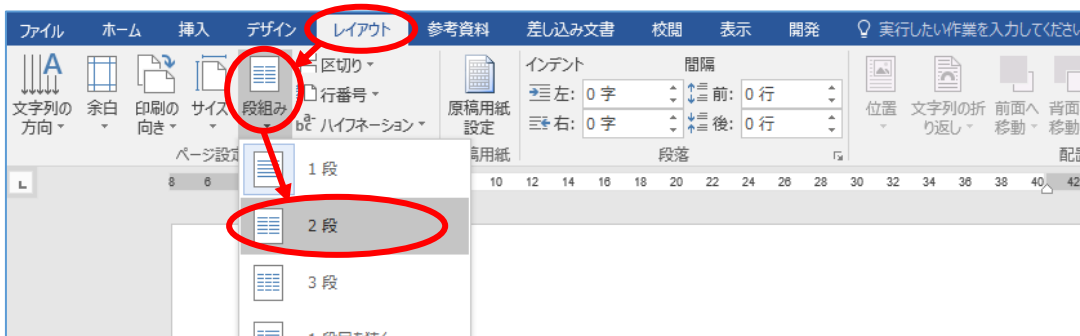 ファイル ホーム 挿入 デザイン レイアウト 参考資料 差し込み文書 校閲 表示 開発 実行したい作業を入力してください
文字列の方向 余白 印刷の向き サイズ 段組み
区切り
行番号
ハイフネーション
原稿用紙設定
インデント 間隔
左: 0 字 前: 0 行
右: 0 字 後: 0 行
位置 文字列の折り返し 前面へ移動 背面
移動
ページ設定 稿用紙 段落 配置
8 6 10 12 14 16 18 20 22 24 26 28 30 32 34 36 38 40 42
1 段
2 段
3 段